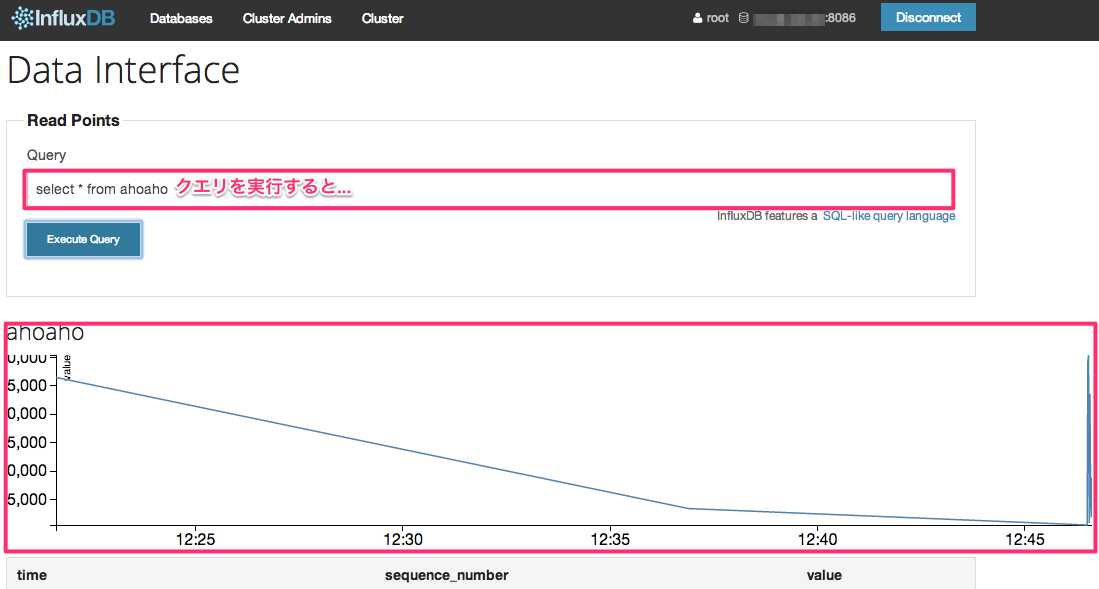 InfluxDB Databases Cluster Admins Cluster root :8086 Disconnect
Data Interface
Read Points
Query
select * from ahoaho クエリを実行すると...
InfluxDB features a SQL-like query language
Execute Query
ahoaho
value
0,000
5,000
0,000
5,000
0,000
5,000
12:25 12:30 12:35 12:40 12:45
time sequence_number value